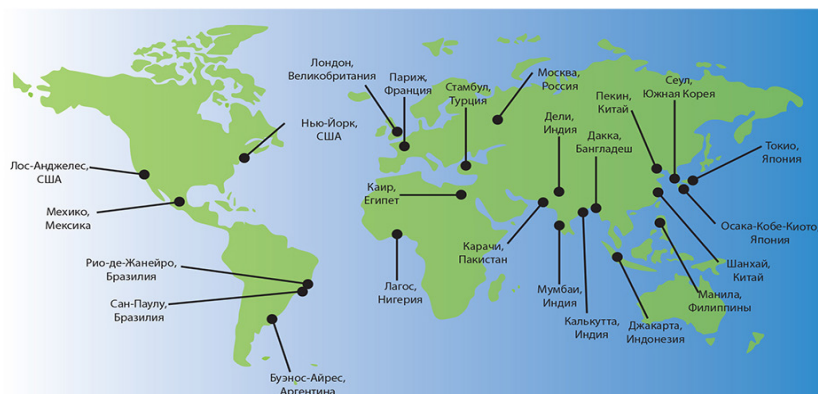 Лондон,
Великобритания
Париж,
Франция
Стамбул,
Турция
Москва,
Россия
Сеул,
Южная Корея
Пекин,
Китай
Нью-Йорк,
США
Дели,
Индия
Дакка,
Бангладеш
Токио,
Япония
Лос-Анджелес,
США
Каир,
Египет
Мехико,
Мексика
Осака-Кобе-Киото,
Япония
Карачи,
Пакистан
Рио-де-Жанейро,
Бразилия
Шанхай,
Китай
Лагос,
Нигерия
Мумбаи,
Индия
Манила,
Филиппины
Сан-Паулу,
Бразилия
Калькутта,
Индия
Джакарта,
Индонезия
Буэнос-Айрес,
Аргентина